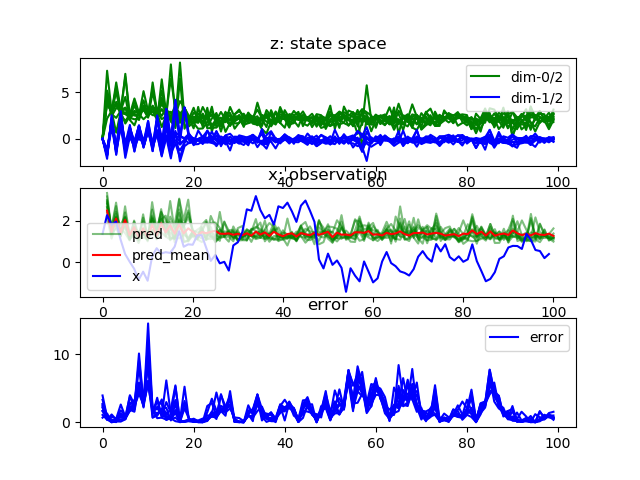 z: state space
5
0
dim-0/2
dim-1/2
0 20 40 60 80 100
x: observation
2
0
pred
pred_mean
x
0 20 40 60 80 100
error
10
0
error
0 20 40 60 80 100